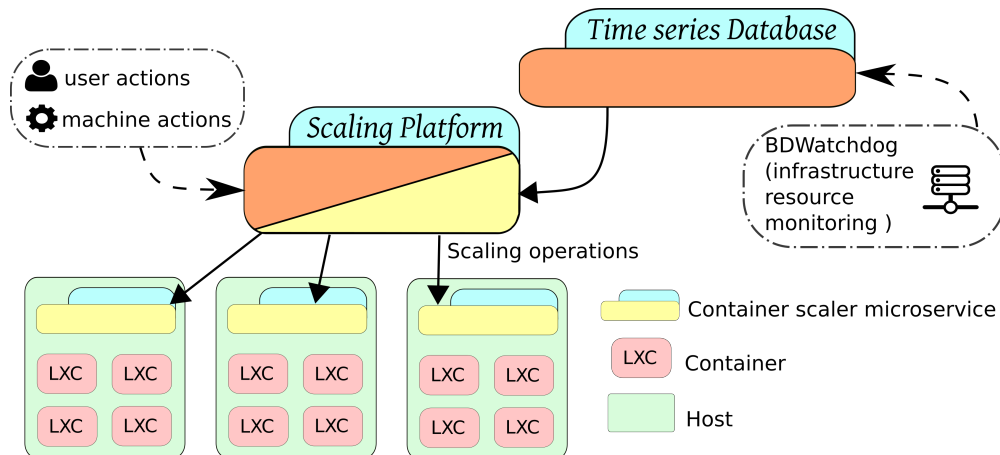 Time series Database
user actions
machine actions
Scaling Platform
BDWatchdog
(infrastructure
resource
monitoring )
Scaling operations
Container scaler microservice
LXC LXC LXC LXC LXC LXC
LXC LXC LXC LXC LXC LXC
LXC
Container
Host